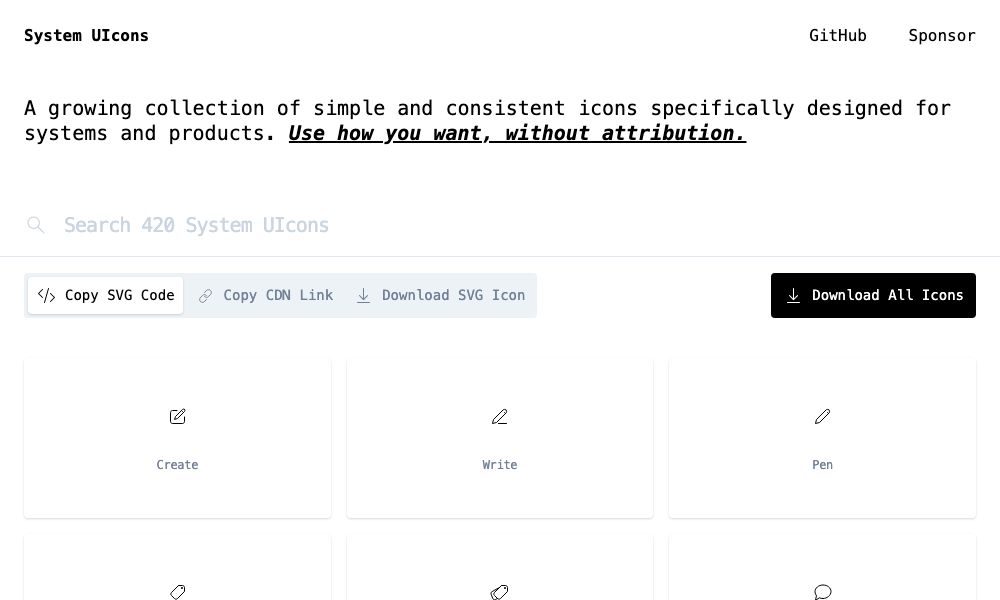 System UIcons
GitHub
Sponsor
A growing collection of simple and consistent icons specifically designed for
systems and products. Use how you want, without attribution.
Search 420 System UIcons
Copy SVG Code
Copy CDN Link
Download SVG Icon
Download All Icons
Create
Write
Pen